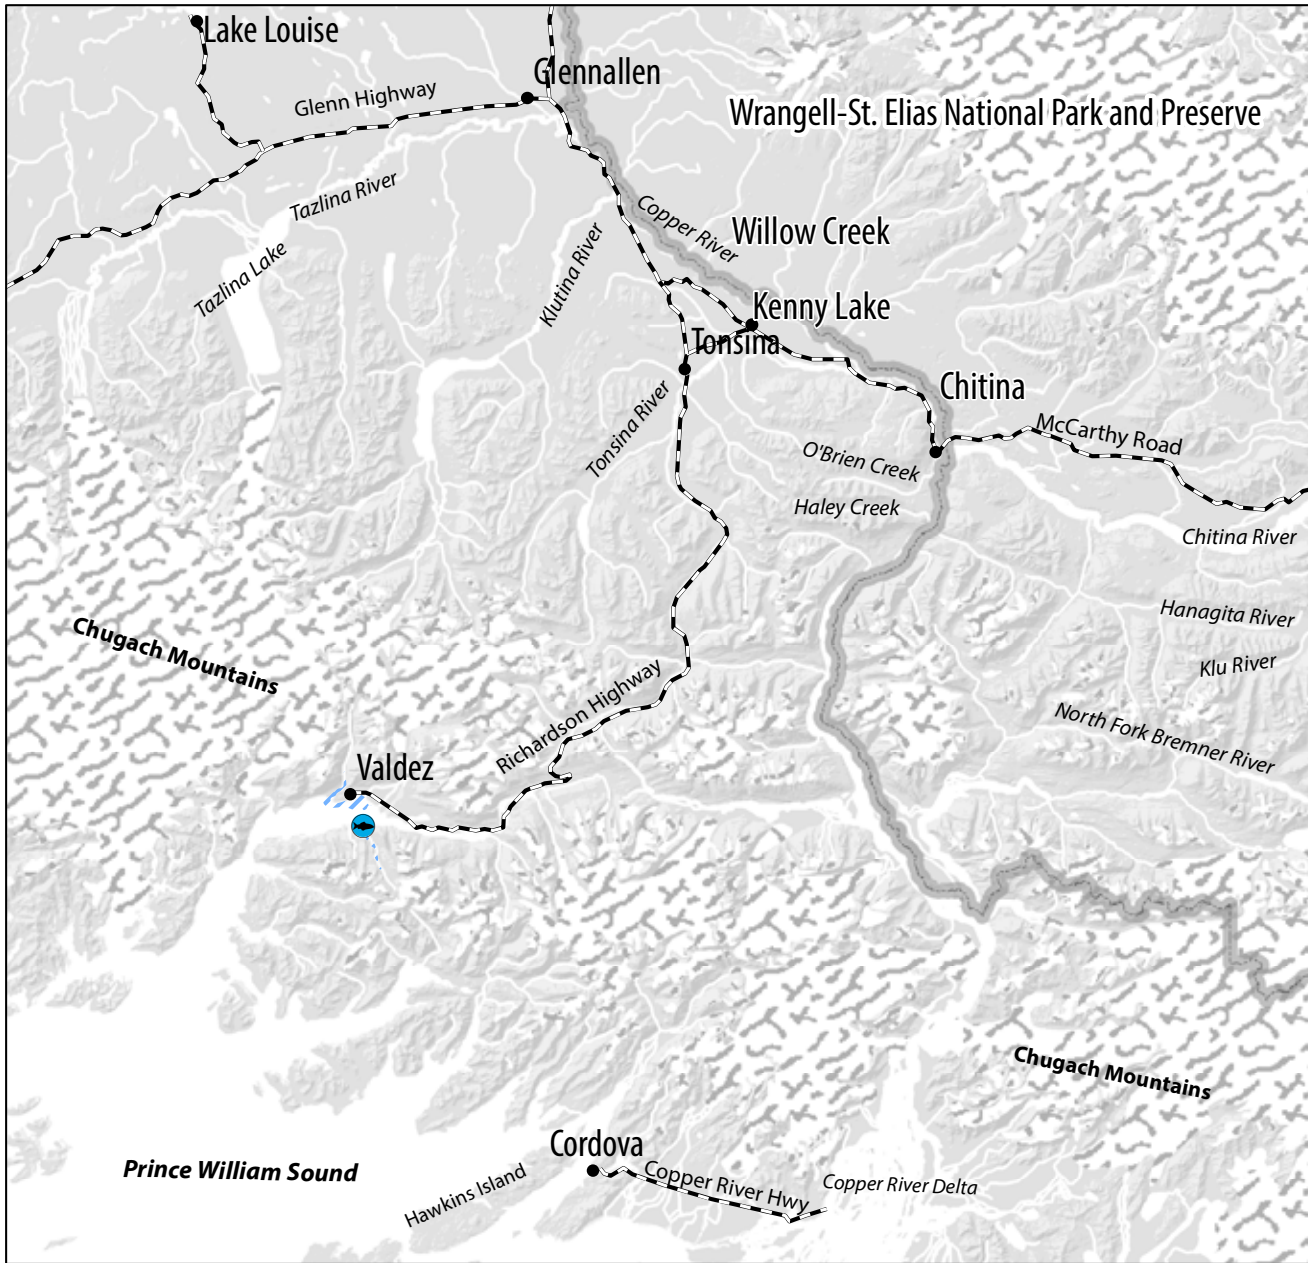 Lake Louise
Glennallen
Glenn Highway
Wrangell-St. Elias National Park and Preserve
Tazlina River
Copper River
Willow Creek
Klutina River
Tazlina Lake
Kenny Lake
Tonsina
Chitina
Tonsina River
McCarthy Road
O'Brien Creek
Haley Creek
Chitina River
Hanagita River
Chugach Mountains
Klu River
Richardson Highway
North Fork Bremner River
Valdez
Chugach Mountains
Cordova
Prince William Sound
Hawkins Island
Copper River Hwy
Copper River Delta